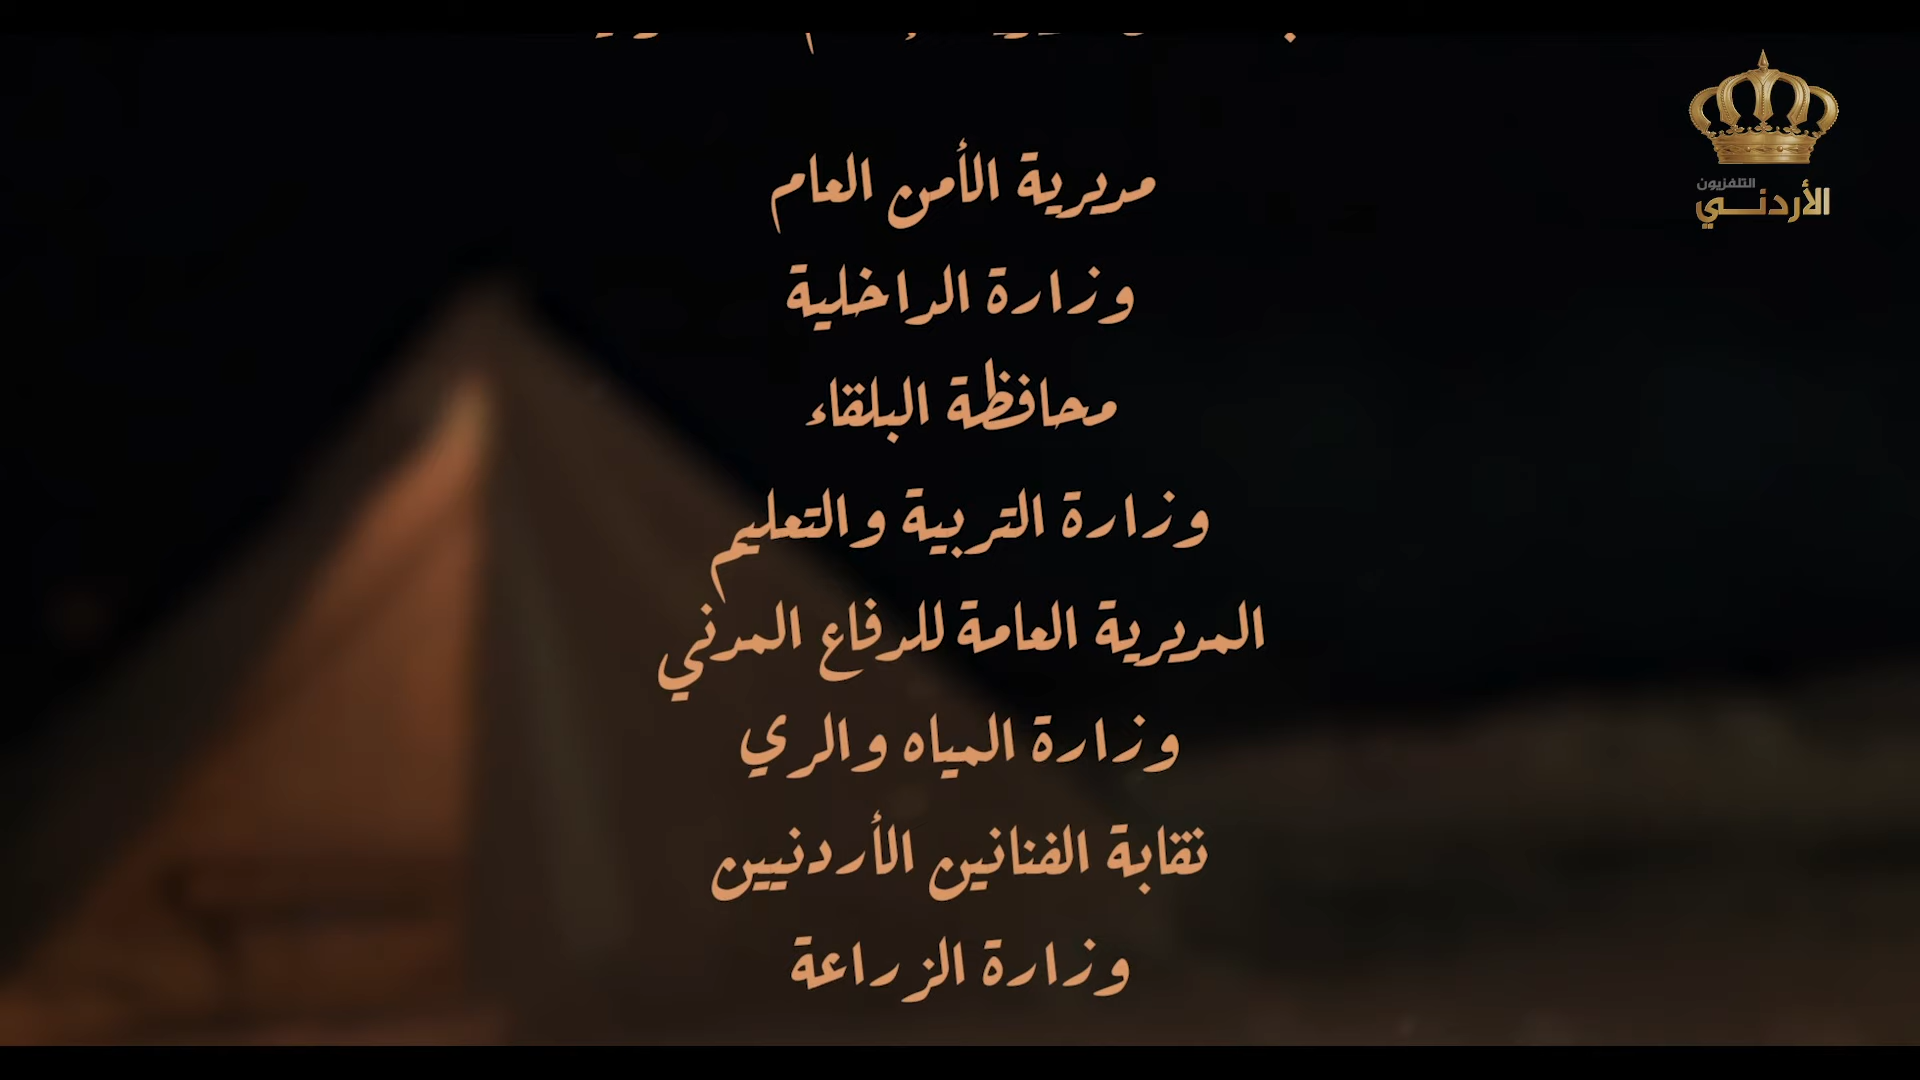 التلفزيون
الأردني
مديرية الأمن العام
وزارة الداخلية
محافظة البلقاء
وزارة التربية والتعليم
المديرية العامة للدفاع المدني
وزارة المياه والري
نقابة الفنانين الأردنيين
وزارة الزراعة